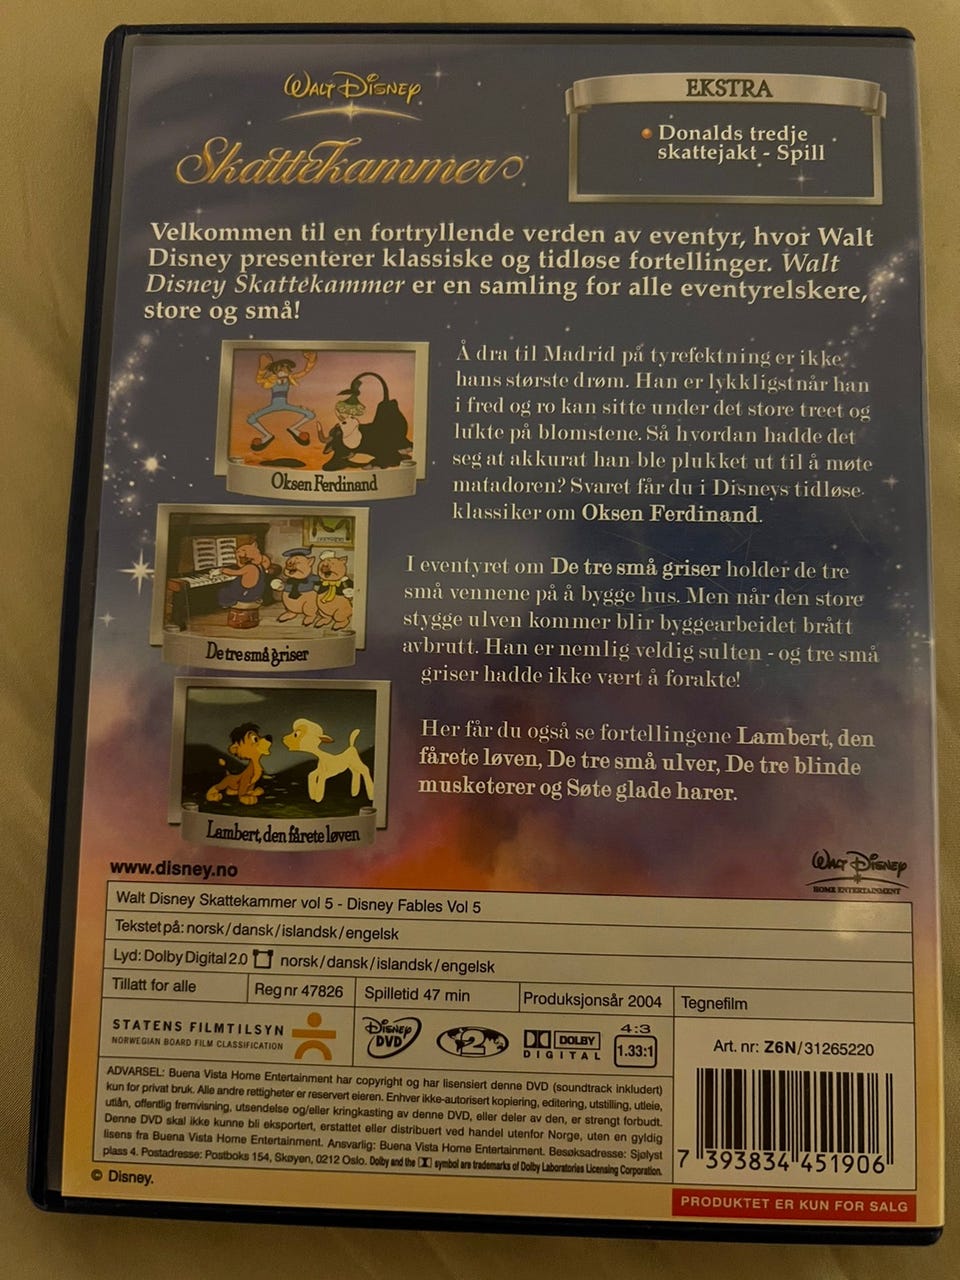 WALT DISNEY
Skattekammer
EKSTRA
• Donalds tredje
skattejakt - Spill
Velkommen til en fortryllende verden av eventyr, hvor Walt
Disney presenterer klassiske og tidløse fortellinger. Walt
Disney Skattekammer er en samling for alle eventyrelskere,
store og små!
Å dra til Madrid på tyrefektning er ikke
hans største drøm. Han er lykkligst når han
i fred og ro kan sitte under det store treet og
lukte på blomstene. Så hvordan hadde det
seg at akkurat han ble plukket ut til å møte
matadoren? Svaret får du i Disneys tidløse
klassiker om Oksen Ferdinand.
Oksen Ferdinand
I eventyret om De tre små griser holder de tre
små vennene på å bygge hus. Men når den store
stygge ulven kommer blir byggearbeidet brått
avbrutt. Han er nemlig veldig sulten - og tre små
griser hadde ikke vært å forakte!
De tre små griser
Her får du også se fortellingene Lambert, den
fårete løven, De tre små ulver, De tre blinde
musketerer og Søte glade harer.
Lambert, den fårete løven
www.disney.no
WALT DISNEY
HOME ENTERTAINMENT
Walt Disney Skattekammer vol 5 - Disney Fables Vol 5
Tekstet på: norsk/dansk/islandsk/engelsk
Lyd: Dolby Digital 2.0 norsk/dansk/islandsk/engelsk
Tillatt for alle
Reg nr 47826
Spilletid 47 min
Produksjonsår 2004
Tegnefilm
STATENS FILMTILSYN
NORWEGIAN BOARD FILM CLASSIFICATION
DISNEY
DVD
2
DOLBY
DIGITAL
4:3
1.33:1
Art. nr: Z6N/31265220
ADVARSEL: Buena Vista Home Entertainment har copyright og har lisensiert denne DVD (soundtrack inkludert)
kun for privat bruk. Alle andre rettigheter er reservert eieren. Enhver ikke-autorisert kopiering, editering, utstilling, utleie,
utlån, offentlig fremvisning, utsendelse og/eller kringkasting av denne DVD, eller deler av den, er strengt forbudt.
Denne DVD skal ikke kunne bli eksportert, erstattet eller distribuert ved handel utenfor Norge, uten en gyldig
lisens fra Buena Vista Home Entertainment. Ansvarlig: Buena Vista Home Entertainment. Besøksadresse: Sjølyst
plass 4. Postadresse: Postboks 154, Skøyen, 0212 Oslo. Dolby and the symbol are trademarks of Dolby Laboratories Licensing Corporation.
7 393834 451906
© Disney.
PRODUKTET ER KUN FOR SALG